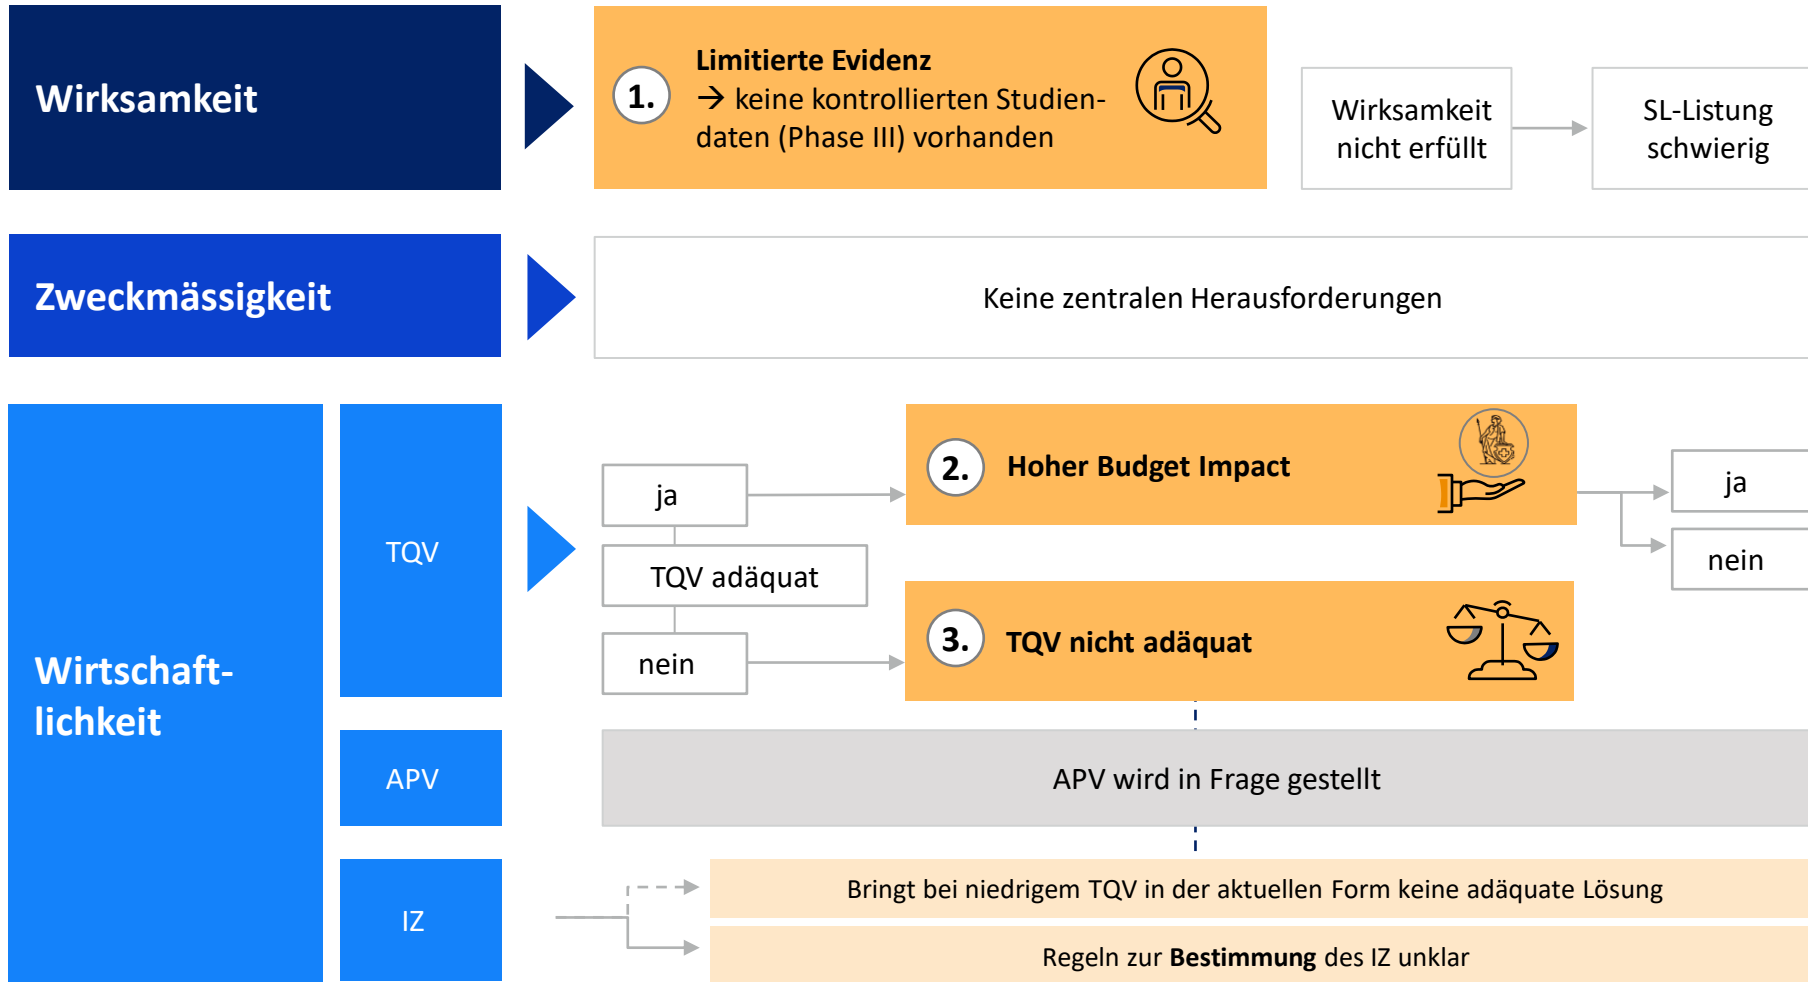 Wirksamkeit
1.
Limitierte Evidenz
→ keine kontrollierten Studien-
daten (Phase III) vorhanden
Wirksamkeit
nicht erfüllt
SL-Listung
schwierig
Zweckmässigkeit
Keine zentralen Herausforderungen
Wirtschaft-
lichkeit
TQV
ja
TQV adäquat
nein
2.
Hoher Budget Impact
ja
nein
3.
TQV nicht adäquat
APV
APV wird in Frage gestellt
IZ
Bringt bei niedrigem TQV in der aktuellen Form keine adäquate Lösung
Regeln zur Bestimmung des IZ unklar